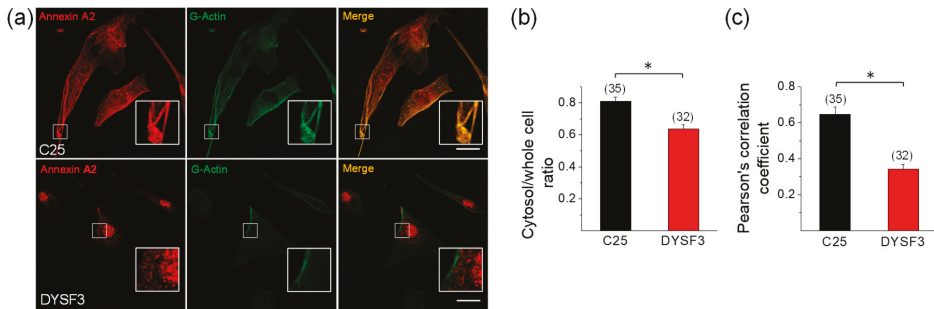 (a)
Annexin A2
G-Actin
Merge
C25
Annexin A2
G-Actin
Merge
DYSF3
(b)
Cytosol/whole cell
ratio
0.8
0.6
0.4
0.2
(35)
*
(32)
C25
DYSF3
(c)
Pearson's correlation
coefficient
0.8
0.6
0.4
0.2
(35)
*
(32)
C25
DYSF3